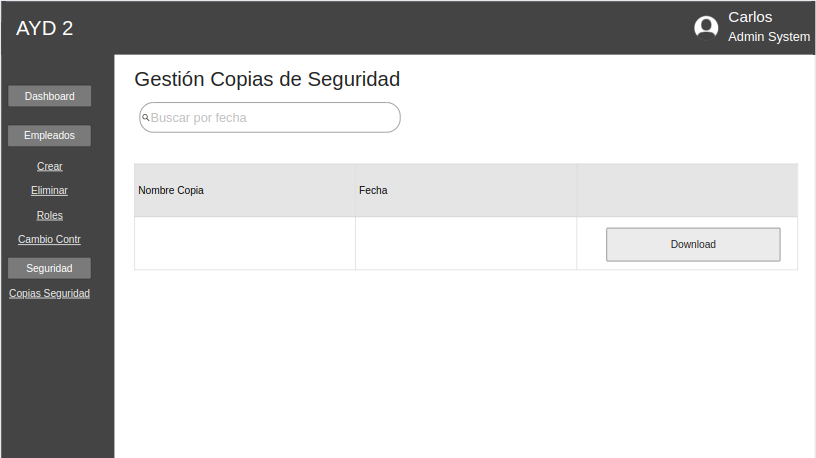 AYD 2
Carlos
Admin System
Dashboard
Empleados
Crear
Eliminar
Roles
Cambio Contr
Seguridad
Copias Seguridad
Gestión Copias de Seguridad
Buscar por fecha
Nombre Copia Fecha
Download